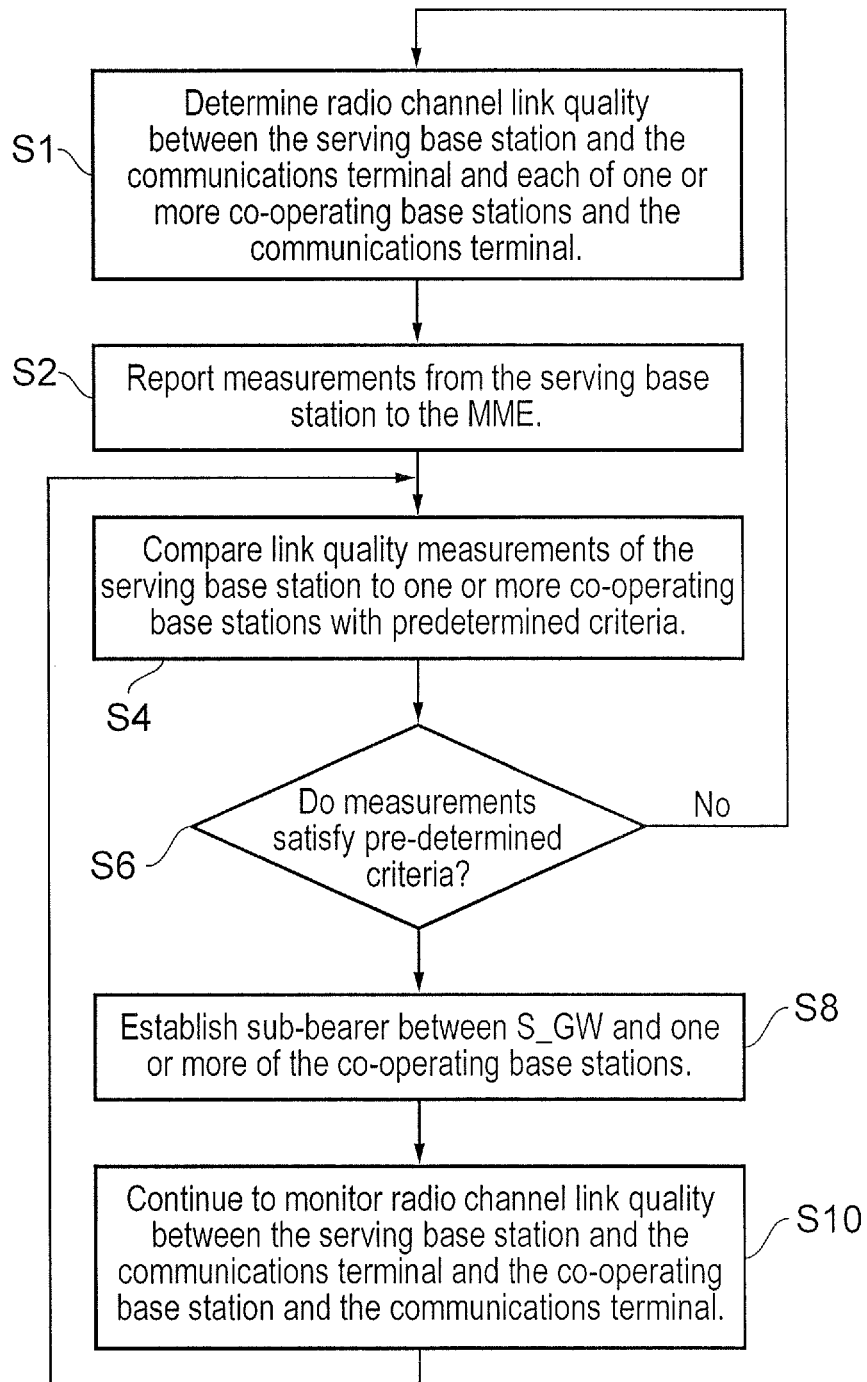 S1
Determine radio channel link quality
between the serving base station and the
communications terminal and each of one or
more co-operating base stations and the
communications terminal.
S2
Report measurements from the serving base
station to the MME.
Compare link quality measurements of the
serving base station to one or more co-operating
base stations with predetermined criteria.
S4
Do measurements
satisfy pre-determined
criteria?
No
S6
Establish sub-bearer between S_GW and one
or more of the co-operating base stations.
S8
Continue to monitor radio channel link quality
between the serving base station and the
communications terminal and the co-operating
base station and the communications terminal.
S10